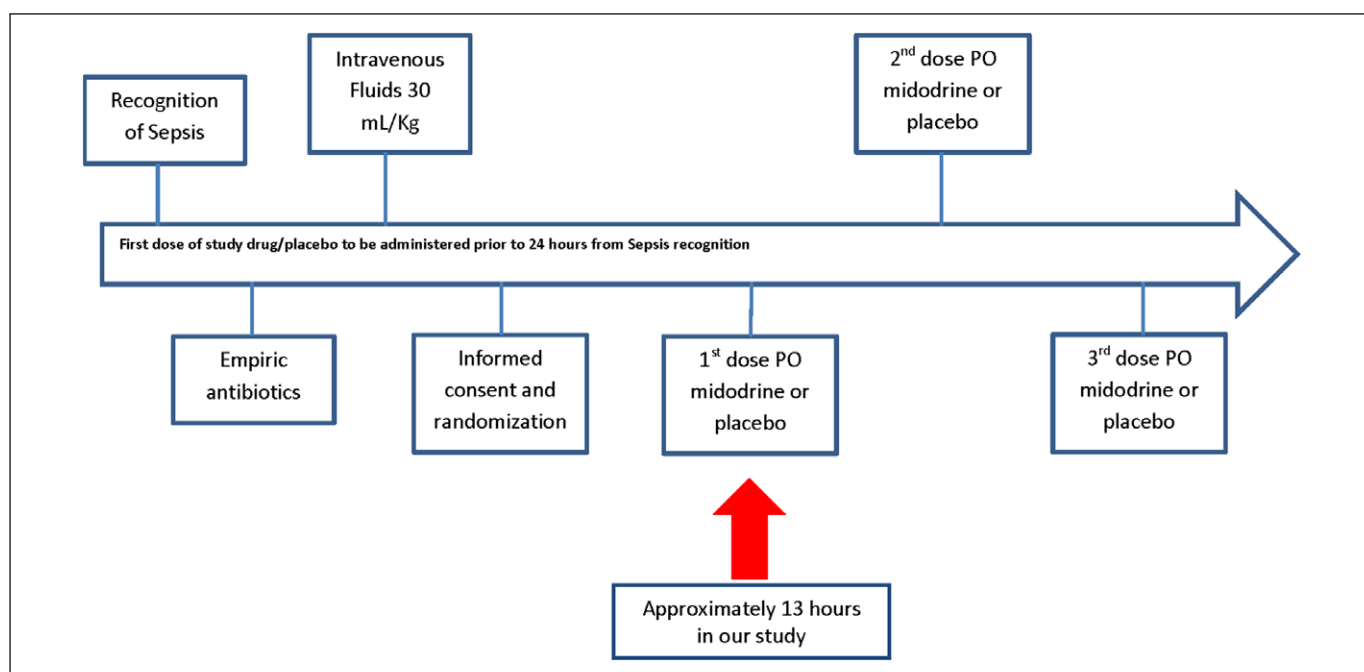 Recognition
of Sepsis
Intravenous
Fluids 30
mL/Kg
2nd dose PO
midodrine or
placebo
First dose of study drug/placebo to be administered prior to 24 hours from Sepsis recognition
Empiric
antibiotics
Informed
consent and
randomization
1st dose PO
midodrine or
placebo
3rd dose PO
midodrine or
placebo
Approximately 13 hours
in our study